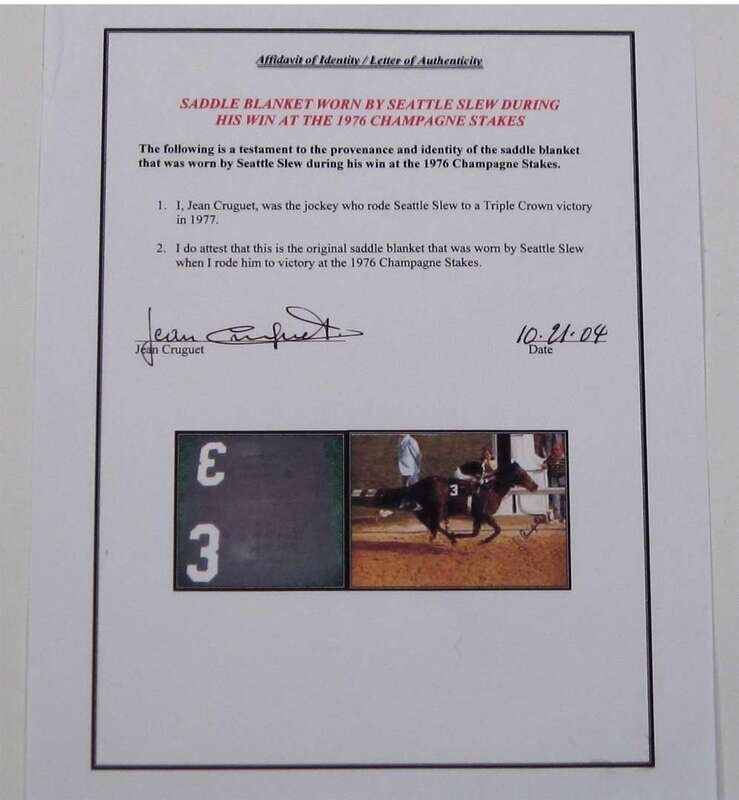 Affidavit of Identity / Letter of Authenticity
SADDLE BLANKET WORN BY SEATTLE SLEW DURING
HIS WIN AT THE 1976 CHAMPAGNE STAKES
The following is a testament to the provenance and identity of the saddle blanket
that was worn by Seattle Slew during his win at the 1976 Champagne Stakes.
1. I, Jean Cruguet, was the jockey who rode Seattle Slew to a Triple Crown victory
in 1977.
2. I do attest that this is the original saddle blanket that was worn by Seattle Slew
when I rode him to victory at the 1976 Champagne Stakes.
Jean Cruguet 10.21.04
Jean Cruguet Date
3
3
3